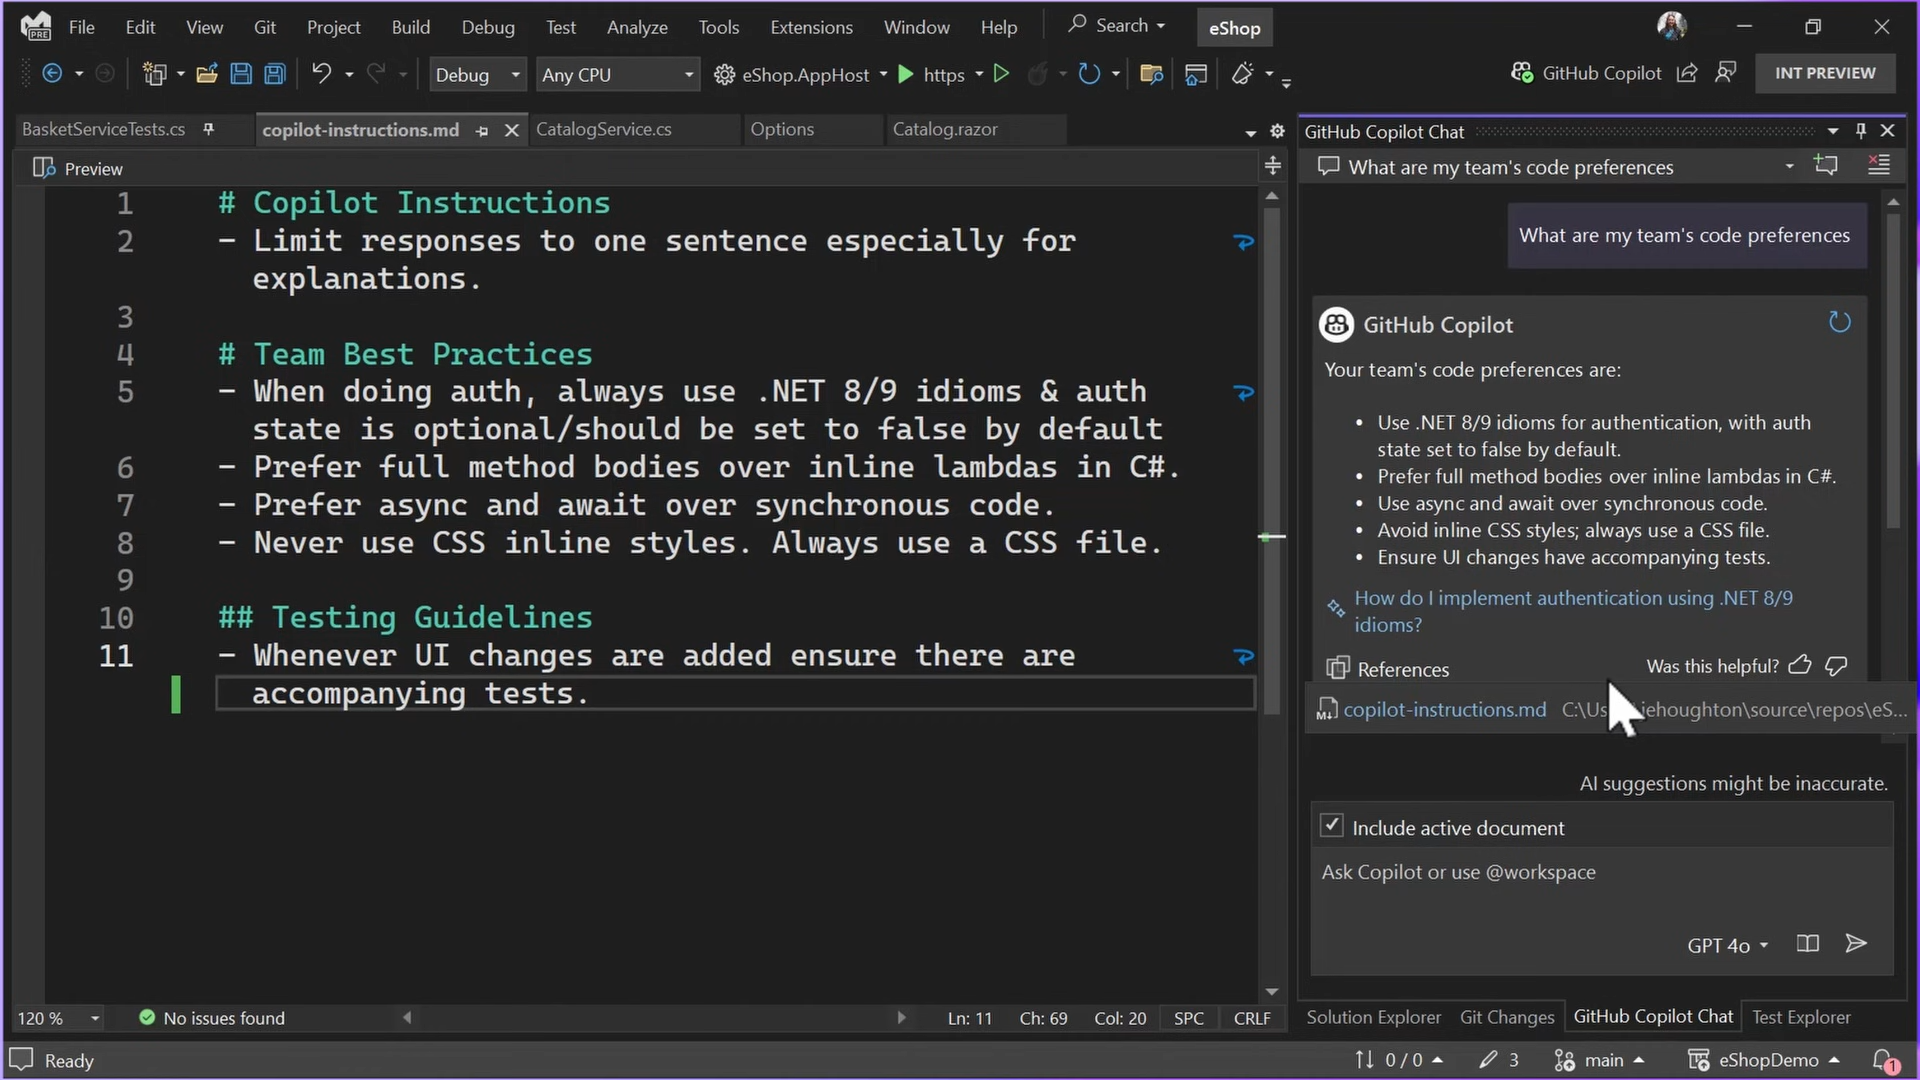 File Edit View Git Project Build Debug Test Analyze Tools Extensions Window Help Search eShop
PRE
Debug Any CPU eShop.AppHost https GitHub Copilot INT PREVIEW
BasketServiceTests.cs copilot-instructions.md CatalogService.cs Options Catalog.razor
Preview
1 # Copilot Instructions
2 - Limit responses to one sentence especially for
explanations.
3
4 # Team Best Practices
5 - When doing auth, always use .NET 8/9 idioms & auth
state is optional/should be set to false by default
6 - Prefer full method bodies over inline lambdas in C#.
7 - Prefer async and await over synchronous code.
8 - Never use CSS inline styles. Always use a CSS file.
9
10 ## Testing Guidelines
11 - Whenever UI changes are added ensure there are
accompanying tests.
120 % No issues found Ln: 11 Ch: 69 Col: 20 SPC CRLF
GitHub Copilot Chat
What are my team's code preferences
What are my team's code preferences
GitHub Copilot
Your team's code preferences are:
• Use .NET 8/9 idioms for authentication, with auth
state set to false by default.
• Prefer full method bodies over inline lambdas in C#.
• Use async and await over synchronous code.
• Avoid inline CSS styles; always use a CSS file.
• Ensure UI changes have accompanying tests.
How do I implement authentication using .NET 8/9
idioms?
References Was this helpful?
copilot-instructions.md C:\Us iehoughton\source\repos\eS...
AI suggestions might be inaccurate.
Include active document
Ask Copilot or use @workspace
GPT 4o
Solution Explorer Git Changes GitHub Copilot Chat Test Explorer
Ready 0 / 0 3 main eShopDemo 1